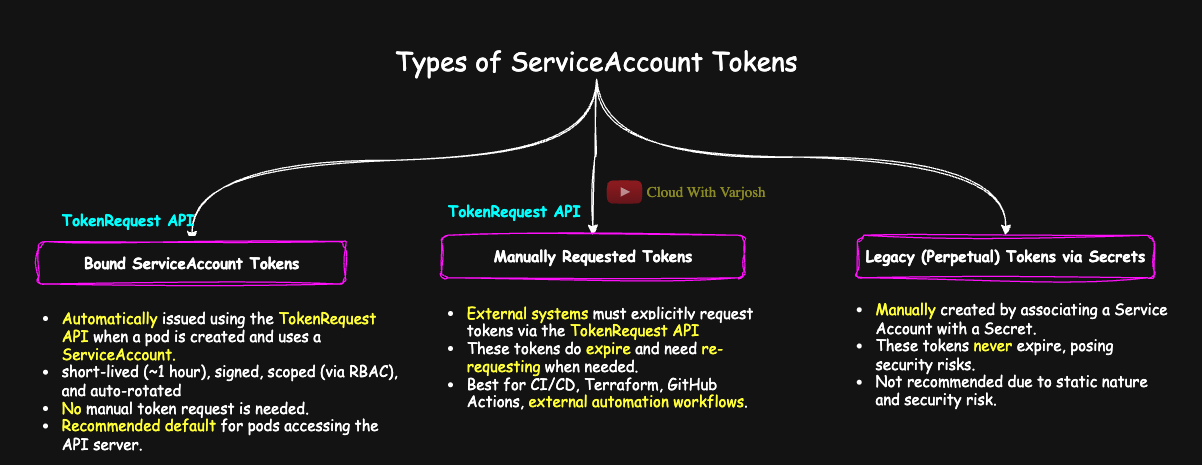 Types of ServiceAccount Tokens
Cloud With Varjosh
TokenRequest API
Bound ServiceAccount Tokens
• Automatically issued using the TokenRequest
API when a pod is created and uses a
ServiceAccount.
• short-lived (~1 hour), signed, scoped (via RBAC),
and auto-rotated
• No manual token request is needed.
• Recommended default for pods accessing the
API server.
TokenRequest API
Manually Requested Tokens
• External systems must explicitly request
tokens via the TokenRequest API
• These tokens do expire and need re-
requesting when needed.
• Best for CI/CD, Terraform, GitHub
Actions, external automation workflows.
Legacy (Perpetual) Tokens via Secrets
• Manually created by associating a Service
Account with a Secret.
• These tokens never expire, posing
security risks.
• Not recommended due to static nature
and security risk.